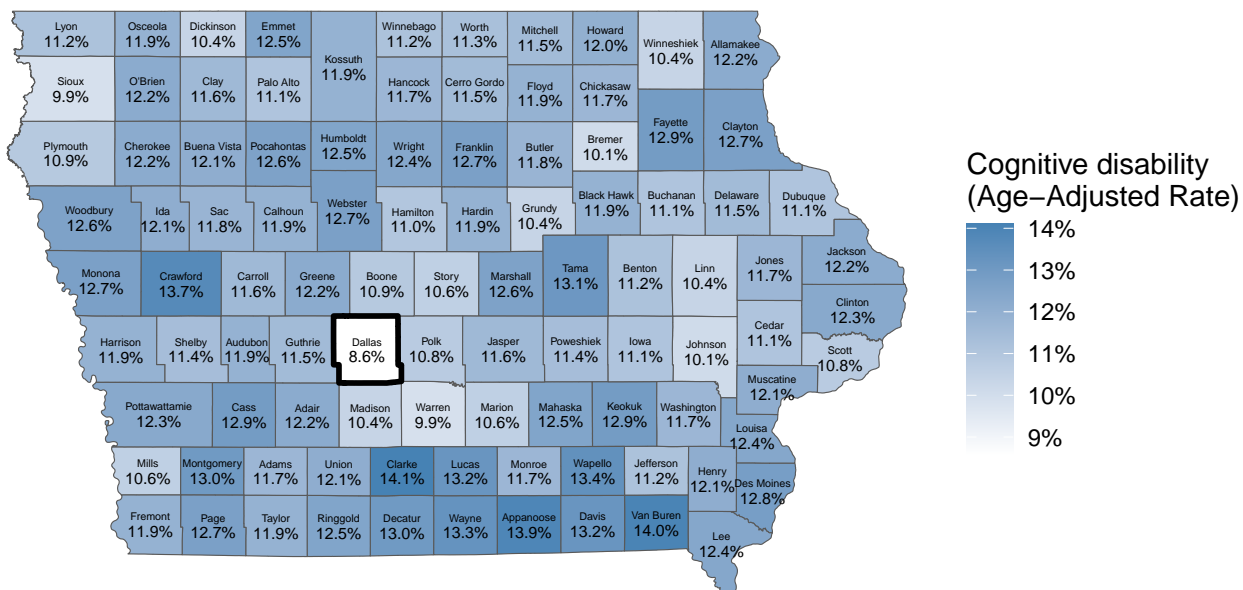 Lyon
11.2%
Osceola
11.9%
Dickinson
10.4%
Emmet
12.5%
Kossuth
11.9%
Winnebago
11.2%
Worth
11.3%
Mitchell
11.5%
Howard
12.0%
Winneshiek
10.4%
Allamakee
12.2%
Sioux
9.9%
O'Brien
12.2%
Clay
11.6%
Palo Alto
11.1%
Hancock
11.7%
Cerro Gordo
11.5%
Floyd
11.9%
Chickasaw
11.7%
Fayette
12.9%
Clayton
12.7%
Plymouth
10.9%
Cherokee
12.2%
Buena Vista
12.1%
Pocahontas
12.6%
Humboldt
12.5%
Wright
12.4%
Franklin
12.7%
Butler
11.8%
Bremer
10.1%
Woodbury
12.6%
Ida
12.1%
Sac
11.8%
Calhoun
11.9%
Webster
12.7%
Hamilton
11.0%
Hardin
11.9%
Grundy
10.4%
Black Hawk
11.9%
Buchanan
11.1%
Delaware
11.5%
Dubuque
11.1%
Monona
12.7%
Crawford
13.7%
Carroll
11.6%
Greene
12.2%
Boone
10.9%
Story
10.6%
Marshall
12.6%
Tama
13.1%
Benton
11.2%
Linn
10.4%
Jones
11.7%
Jackson
12.2%
Clinton
12.3%
Harrison
11.9%
Shelby
11.4%
Audubon
11.9%
Guthrie
11.5%
Dallas
8.6%
Polk
10.8%
Jasper
11.6%
Poweshiek
11.4%
Iowa
11.1%
Johnson
10.1%
Cedar
11.1%
Scott
10.8%
Muscatine
12.1%
Pottawattamie
12.3%
Cass
12.9%
Adair
12.2%
Madison
10.4%
Warren
9.9%
Marion
10.6%
Mahaska
12.5%
Keokuk
12.9%
Washington
11.7%
Louisa
12.4%
Mills
10.6%
Montgomery
13.0%
Adams
11.7%
Union
12.1%
Clarke
14.1%
Lucas
13.2%
Monroe
11.7%
Wapello
13.4%
Jefferson
11.2%
Henry
12.1%
Des Moines
12.8%
Fremont
11.9%
Page
12.7%
Taylor
11.9%
Ringgold
12.5%
Decatur
13.0%
Wayne
13.3%
Appanoose
13.9%
Davis
13.2%
Van Buren
14.0%
Lee
12.4%
Cognitive disability
(Age−Adjusted Rate)
14%
13%
12%
11%
10%
9%